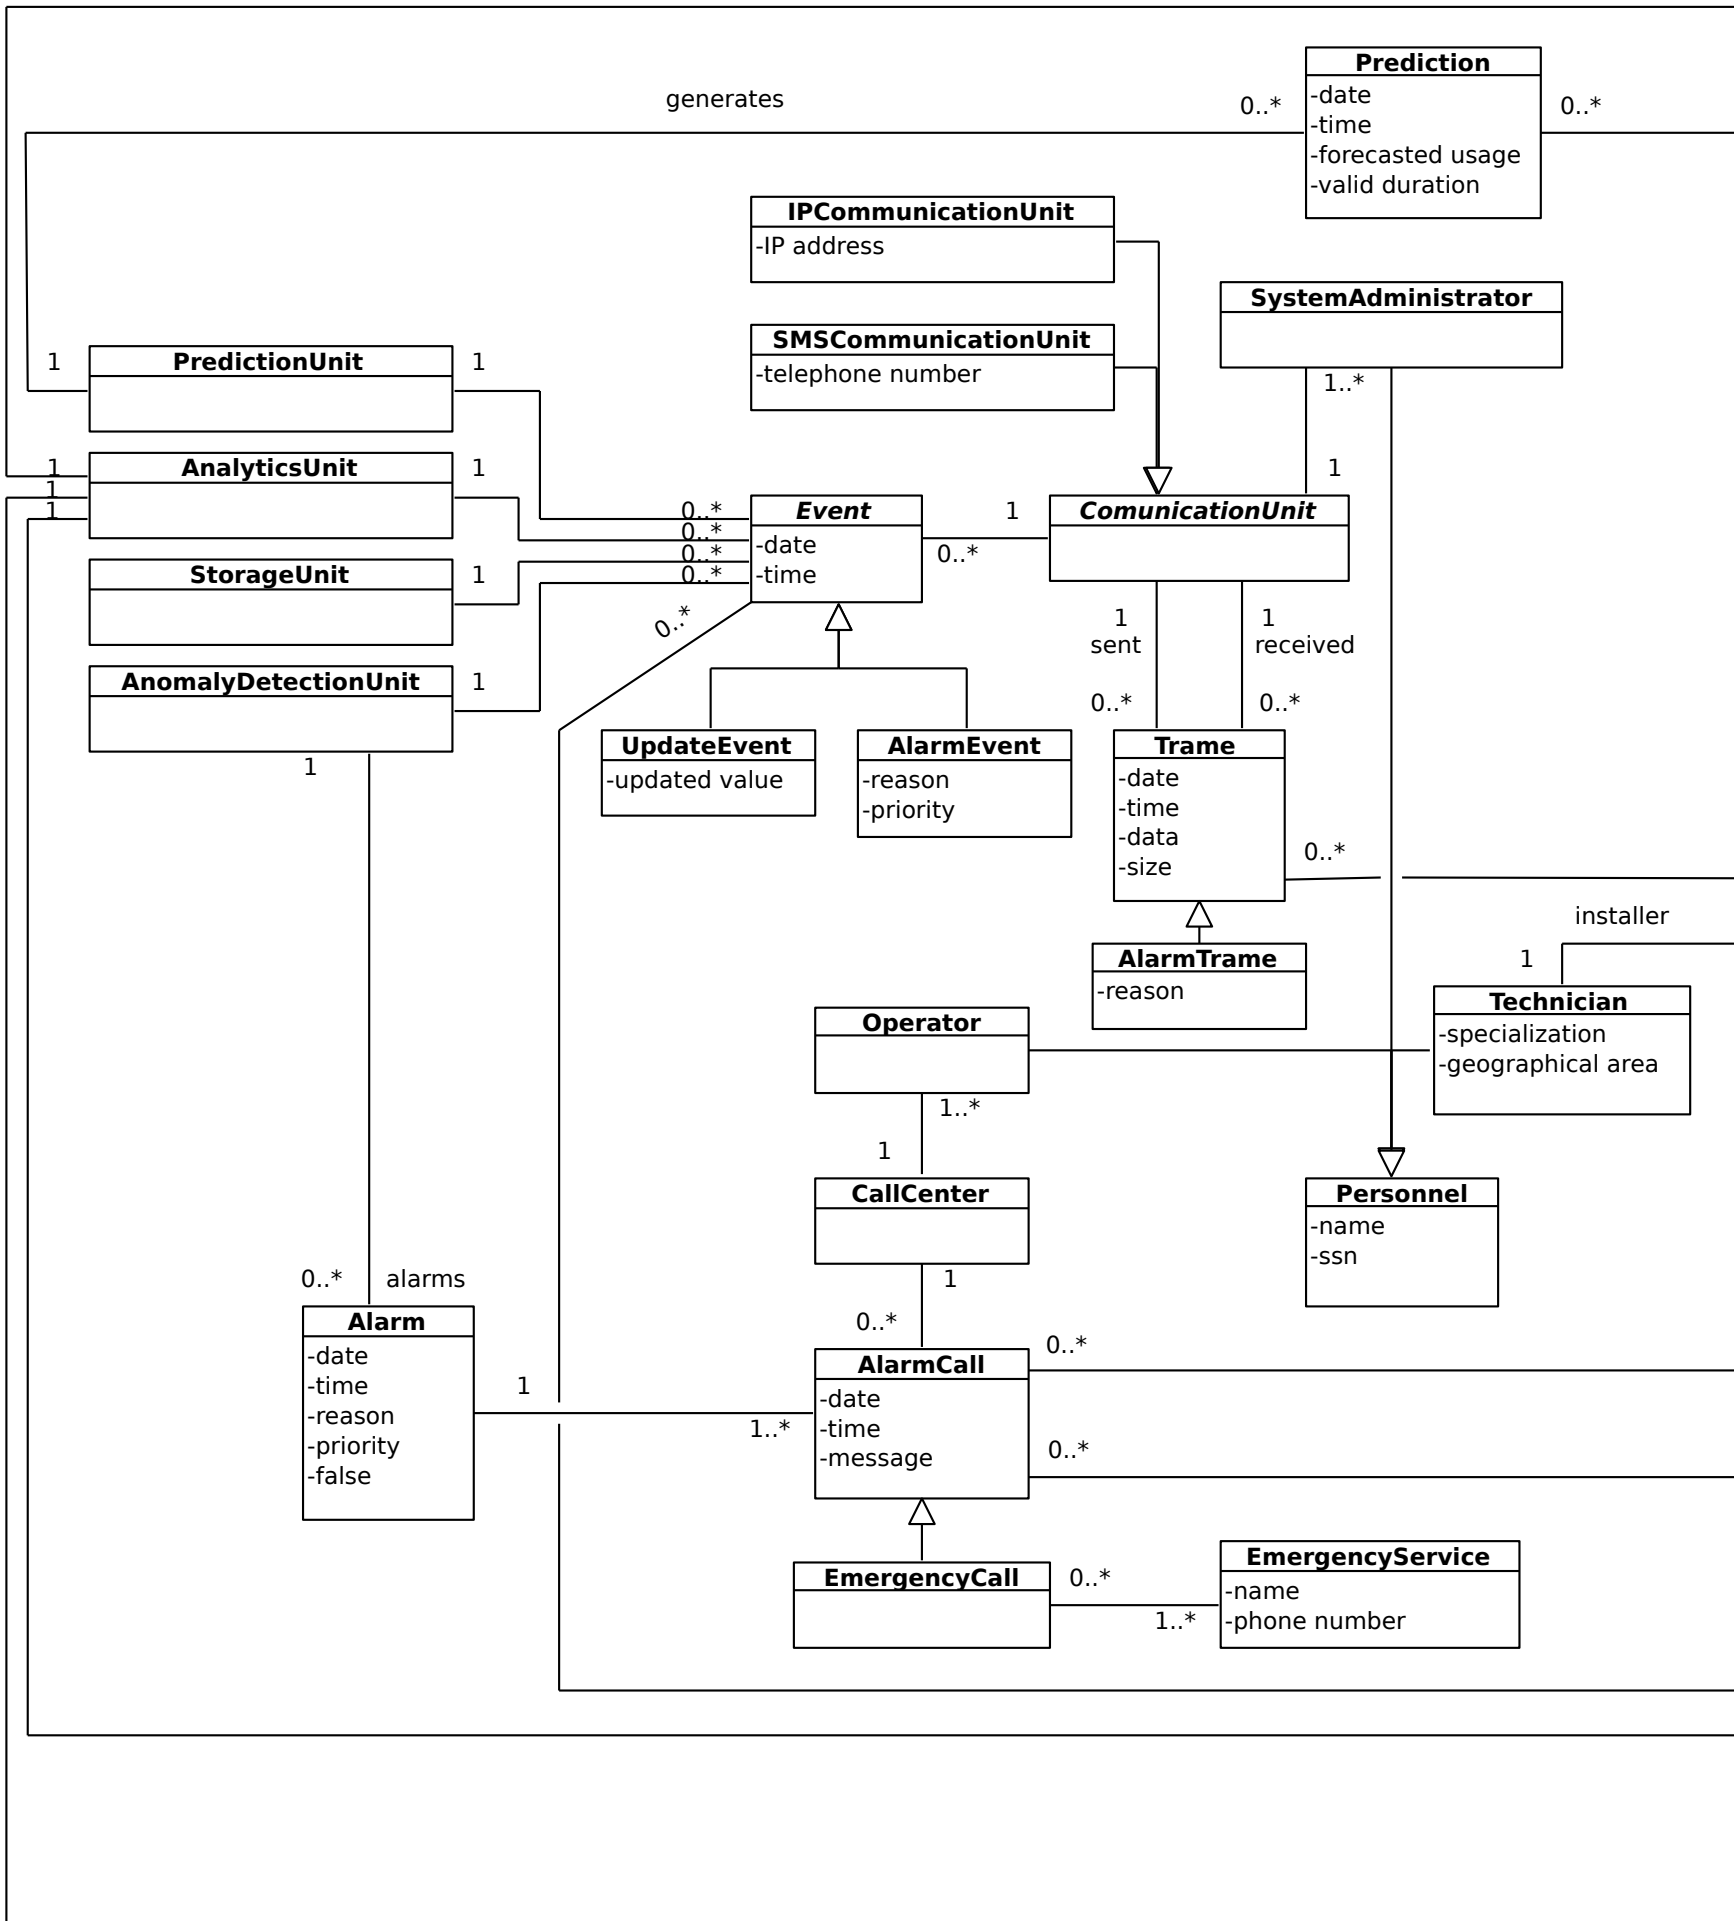 Prediction
-date
-time
-forecasted usage
-valid duration
generates
0..*
0..*
IPCommunicationUnit
-IP address
SystemAdministrator
SMSCommunicationUnit
-telephone number
1
PredictionUnit
1
1..*
1
AnalyticsUnit
1
1
1
1
0..*
0..*
0..*
0..*
Event
-date
-time
1
0..*
ComunicationUnit
StorageUnit
1
0..*
1
sent
1
received
AnomalyDetectionUnit
1
0..*
0..*
1
UpdateEvent
-updated value
AlarmEvent
-reason
-priority
Trame
-date
-time
-data
-size
0..*
installer
AlarmTrame
-reason
1
Technician
-specialization
-geographical area
Operator
1..*
1
CallCenter
Personnel
-name
-ssn
1
0..*
alarms
Alarm
-date
-time
-reason
-priority
-false
0..*
0..*
AlarmCall
-date
-time
-message
1
1..*
0..*
EmergencyCall
0..*
1..*
EmergencyService
-name
-phone number